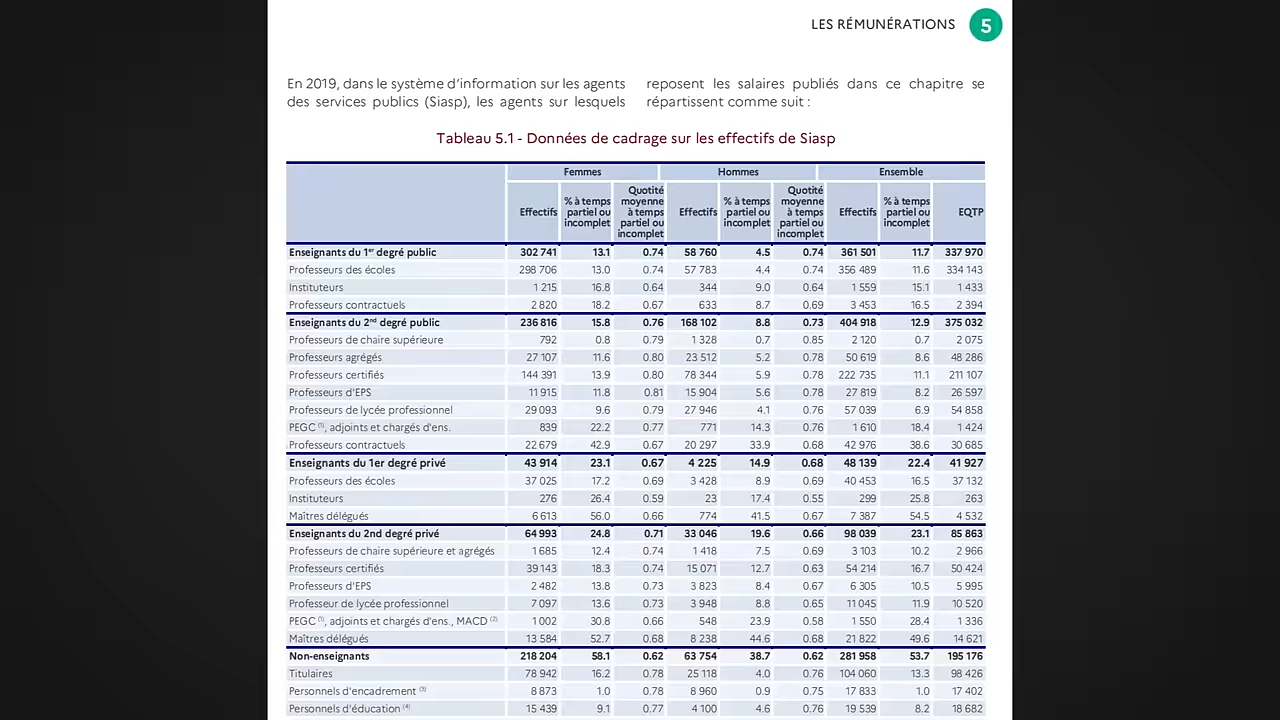 LES RÉMUNÉRATIONS 5
En 2019, dans le système d'information sur les agents
des services publics (Siasp), les agents sur lesquels
reposent les salaires publiés dans ce chapitre se
répartissent comme suit :
Tableau 5.1 - Données de cadrage sur les effectifs de Siasp
Femmes Hommes Ensemble
Effectifs % à temps partiel ou incomplet Quotité moyenne à temps partiel ou incomplet Effectifs % à temps partiel ou incomplet Quotité moyenne à temps partiel ou incomplet Effectifs % à temps partiel ou incomplet EQTP
Enseignants du 1er degré public 302 741 13.1 0.74 58 760 4.5 0.74 361 501 11.7 337 970
Professeurs des écoles 298 706 13.0 0.74 57 783 4.4 0.74 356 489 11.6 334 143
Instituteurs 1 215 16.8 0.64 344 9.0 0.64 1 559 15.1 1 433
Professeurs contractuels 2 820 18.2 0.67 633 8.7 0.69 3 453 16.5 2 394
Enseignants du 2nd degré public 236 816 15.8 0.76 168 102 8.8 0.73 404 918 12.9 375 032
Professeurs de chaire supérieure 792 0.8 0.79 1 328 0.7 0.85 2 120 0.7 2 075
Professeurs agrégés 27 107 11.6 0.80 23 512 5.2 0.78 50 619 8.6 48 286
Professeurs certifiés 144 391 13.9 0.80 78 344 5.9 0.78 222 735 11.1 211 107
Professeurs d'EPS 11 915 11.8 0.81 15 904 5.6 0.78 27 819 8.2 26 597
Professeurs de lycée professionnel 29 093 9.6 0.79 27 946 4.1 0.76 57 039 6.9 54 858
PEGC (1), adjoints et chargés d'ens. 839 22.2 0.77 771 14.3 0.76 1 610 18.4 1 424
Professeurs contractuels 22 679 42.9 0.67 20 297 33.9 0.68 42 976 38.6 30 685
Enseignants du 1er degré privé 43 914 23.1 0.67 4 225 14.9 0.68 48 139 22.4 41 927
Professeurs des écoles 37 025 17.2 0.69 3 428 8.9 0.69 40 453 16.5 37 132
Instituteurs 276 26.4 0.59 23 17.4 0.55 299 25.8 263
Maîtres délégués 6 613 56.0 0.66 774 41.5 0.67 7 387 54.5 4 532
Enseignants du 2nd degré privé 64 993 24.8 0.71 33 046 19.6 0.66 98 039 23.1 85 863
Professeurs de chaire supérieure et agrégés 1 685 12.4 0.74 1 418 7.5 0.69 3 103 10.2 2 966
Professeurs certifiés 39 143 18.3 0.74 15 071 12.7 0.63 54 214 16.7 50 424
Professeurs d'EPS 2 482 13.8 0.73 3 823 8.4 0.67 6 305 10.5 5 995
Professeur de lycée professionnel 7 097 13.6 0.73 3 948 8.8 0.65 11 045 11.9 10 520
PEGC (1), adjoints et chargés d'ens., MACD (2) 1 002 30.8 0.66 548 23.9 0.58 1 550 28.4 1 336
Maîtres délégués 13 584 52.7 0.68 8 238 44.6 0.68 21 822 49.6 14 621
Non-enseignants 218 204 58.1 0.62 63 754 38.7 0.62 281 958 53.7 195 176
Titulaires 78 942 16.2 0.78 25 118 4.0 0.76 104 060 13.3 98 426
Personnels d'encadrement (3) 8 873 1.0 0.78 8 960 0.9 0.75 17 833 1.0 17 402
Personnels d'éducation (4) 15 439 9.1 0.77 4 100 4.6 0.76 19 539 8.2 18 682